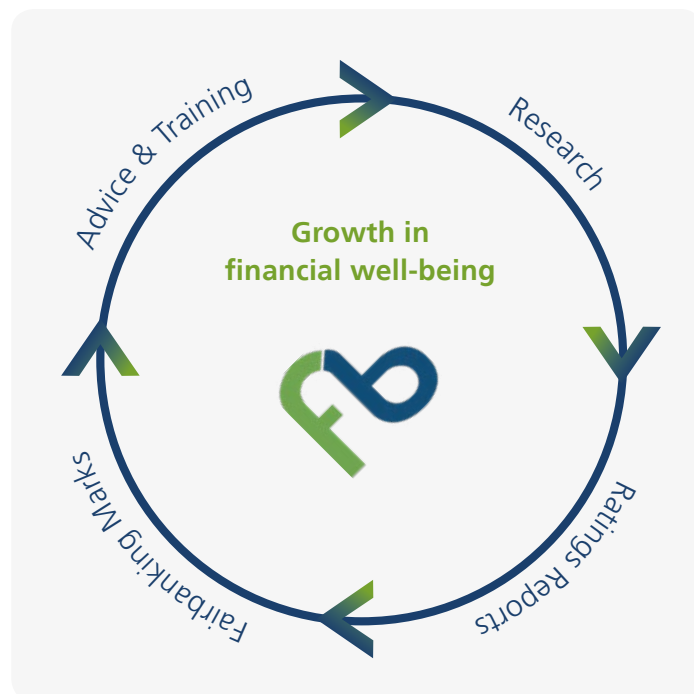 Advice & Training
Research
Growth in
financial well-being
Ratings Reports
Fairbanking Marks